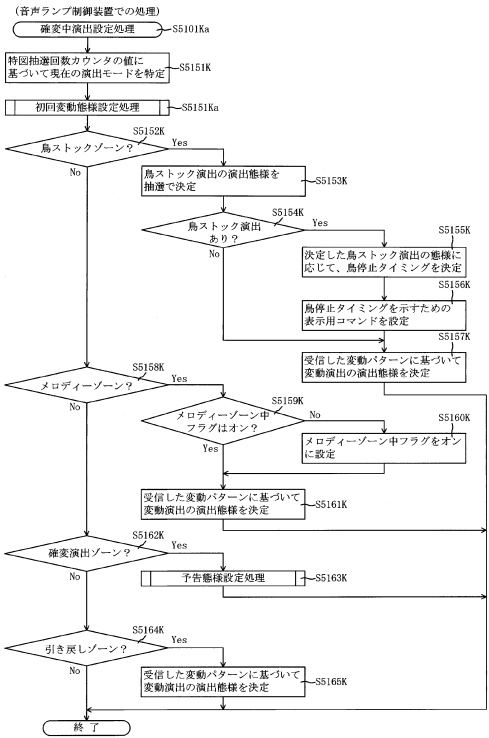 (音声ランプ制御装置での処理)
確変中演出設定処理
S5101Ka
特図抽選回数カウンタの値に
基づいて現在の演出モードを特定
S5151K
初回変動態様設定処理
S5151Ka
鳥ストックゾーン?
S5152K
Yes
No
鳥ストック演出の演出態様を
抽選で決定
S5153K
鳥ストック演出
あり?
S5154K
Yes
No
決定した鳥ストック演出の態様に
応じて、鳥停止タイミングを決定
S5155K
鳥停止タイミングを示すための
表示用コマンドを設定
S5156K
受信した変動パターンに基づいて
変動演出の演出態様を決定
S5157K
メロディーゾーン?
S5158K
Yes
No
メロディーゾーン中
フラグはオン?
S5159K
No
Yes
メロディーゾーン中フラグをオン
に設定
S5160K
受信した変動パターンに基づいて
変動演出の演出態様を決定
S5161K
確変演出ゾーン?
S5162K
Yes
No
予告態様設定処理
S5163K
引き戻しゾーン?
S5164K
Yes
No
受信した変動パターンに基づいて
変動演出の演出態様を決定
S5165K
終了